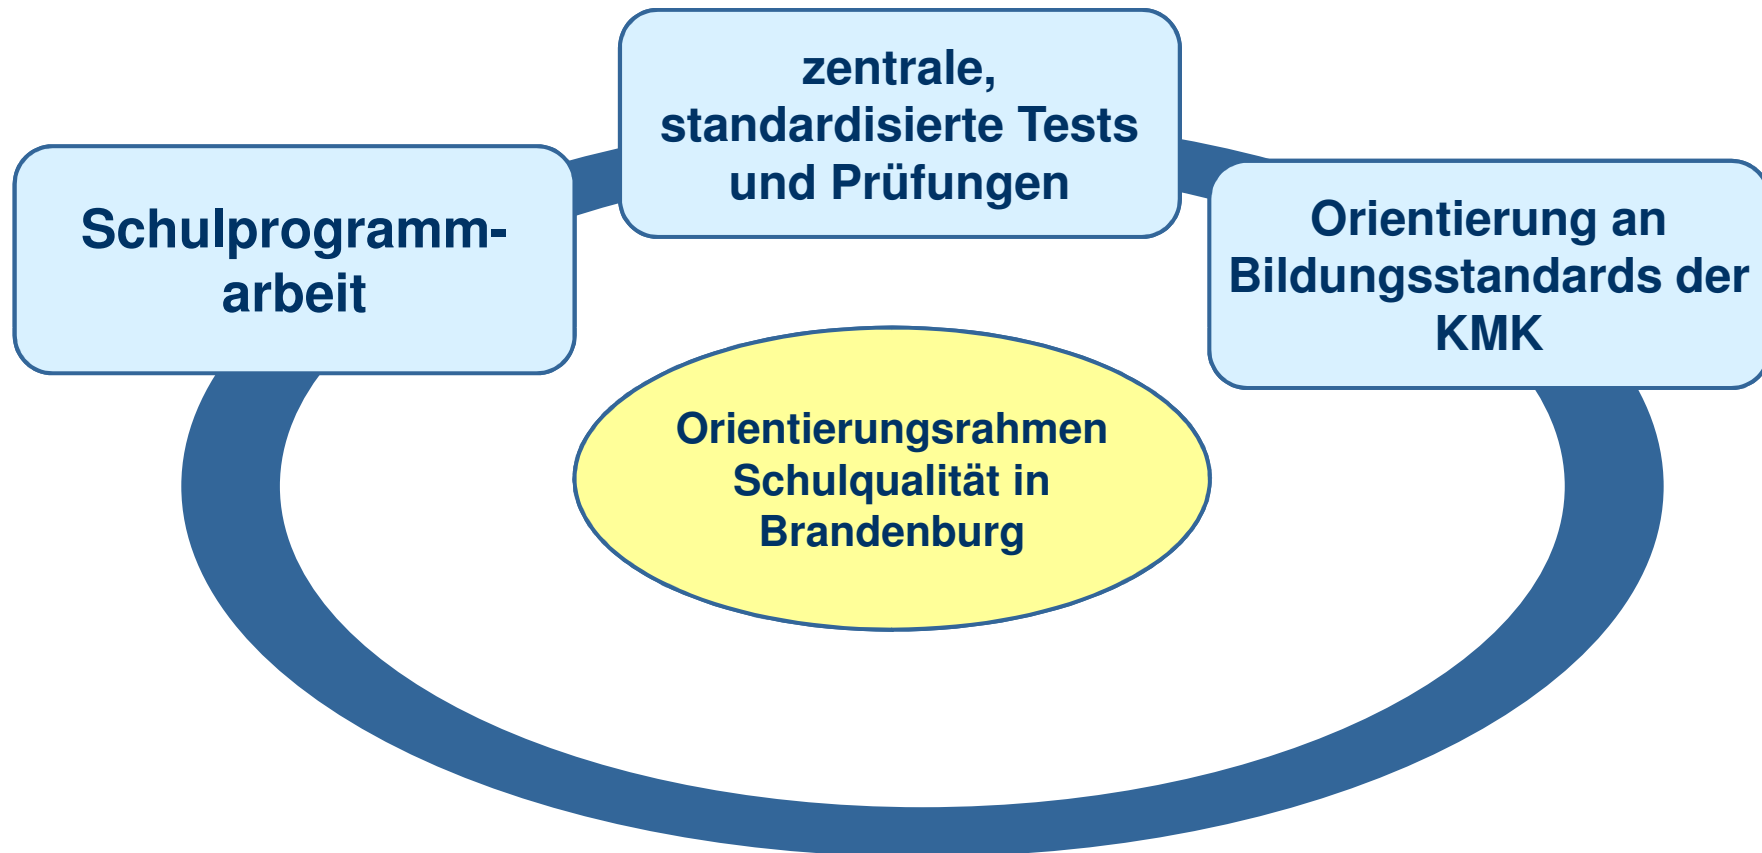 zentrale,
standardisierte Tests
und Prüfungen
Schulprogramm-
arbeit
Orientierung an
Bildungsstandards der
KMK
Orientierungsrahmen
Schulqualität in
Brandenburg